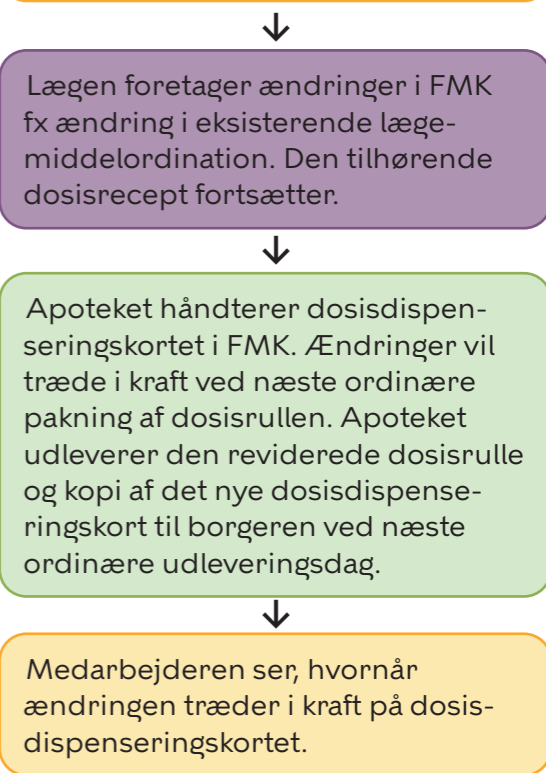 Lægen foretager ændringer i FMK
fx ændring i eksisterende læge-
middelordination. Den tilhørende
dosisrecept fortsætter.
Apoteket håndterer dosisdispen-
seringskortet i FMK. Ændringer vil
træde i kraft ved næste ordinære
pakning af dosisrullen. Apoteket
udleverer den reviderede dosisrulle
og kopi af det nye dosisdispense-
ringskort til borgeren ved næste
ordinære udleveringsdag.
Medarbejderen ser, hvornår
ændringen træder i kraft på dosis-
dispenseringskortet.